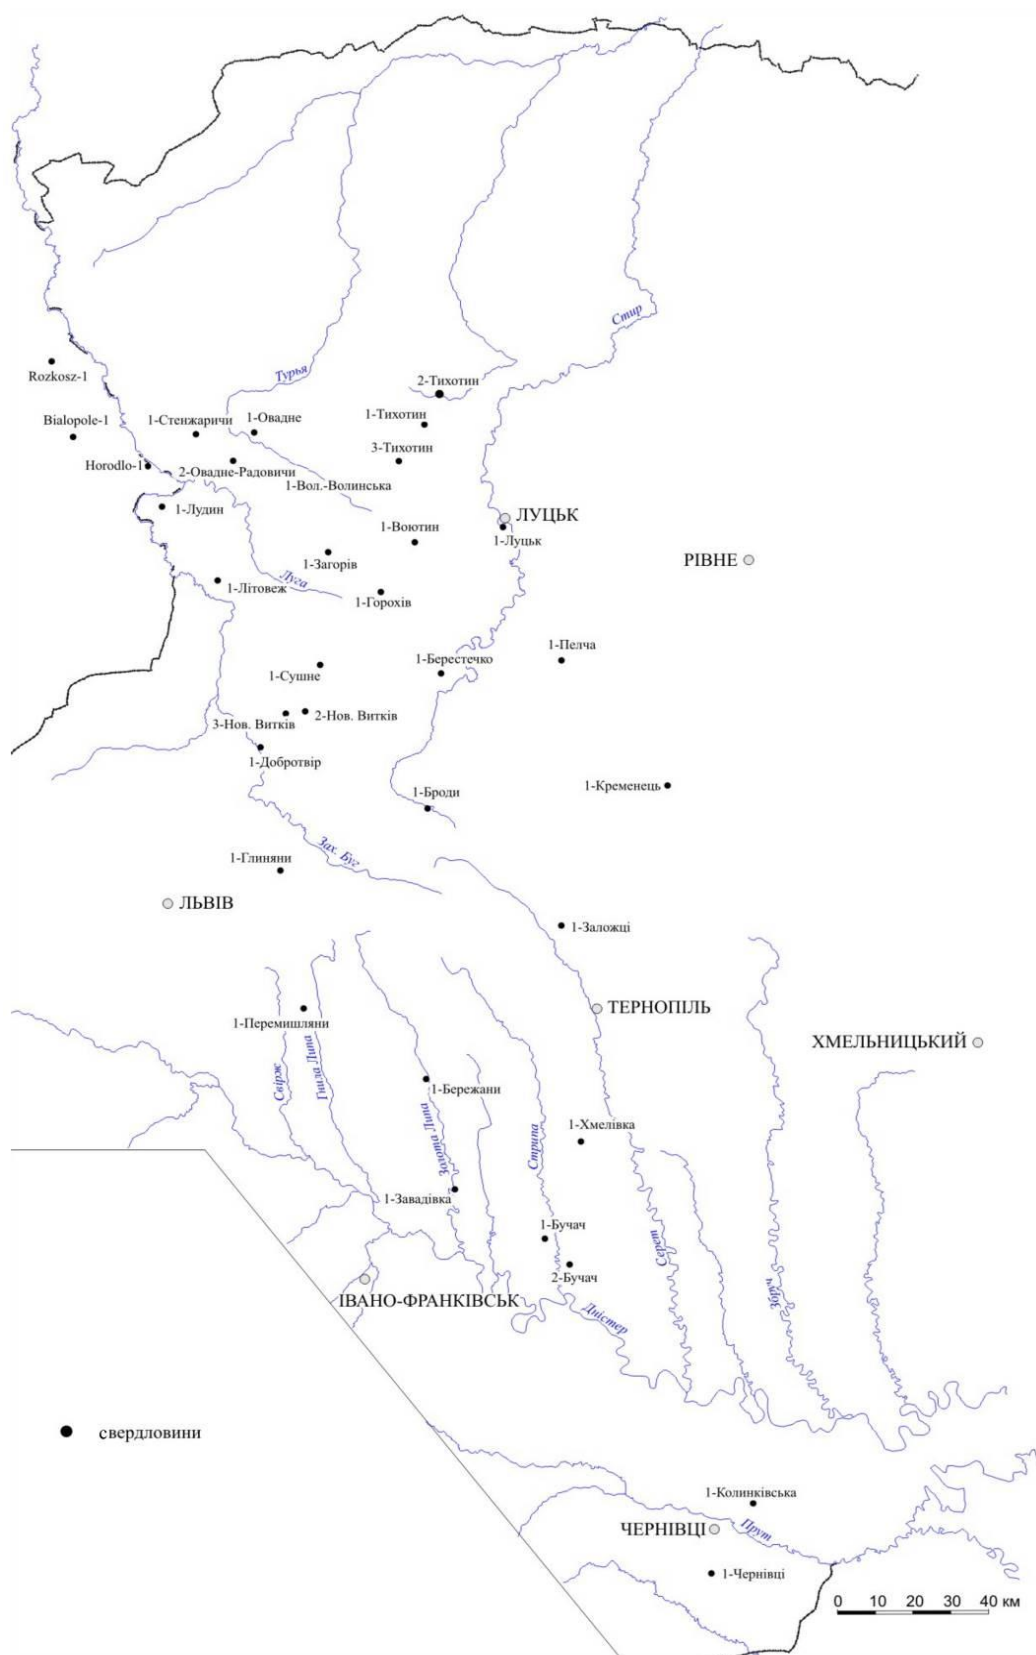 Стир
Rozkosz-1
Турья
2-Тихотин
Bialopole-1
1-Стенжаричи
1-Овадне
1-Тихотин
Horodlo-1
2-Овадне-Радовичи
3-Тихотин
1-Вол.-Волинська
1-Лудин
ЛУЦЬК
1-Воютин
1-Луцьк
1-Загорів
РІВНЕ
Луга
1-Літовеж
1-Горохів
1-Пелча
1-Берестечко
1-Сушне
3-Нов. Витків
2-Нов. Витків
1-Добротвір
1-Броди
1-Кременець
Зах. Буг
1-Глиняни
ЛЬВІВ
1-Заложці
ТЕРНОПІЛЬ
1-Перемишляни
ХМЕЛЬНИЦЬКИЙ
Свірж
Гнила Липа
1-Бережани
Золота Липа
Стрипа
1-Хмелівка
1-Завадівка
1-Бучач
Серет
2-Бучач
Збруч
ІВАНО-ФРАНКІВСЬК
Дністер
свердловини
1-Колинківська
ЧЕРНІВЦІ
Прут
1-Чернівці
0 10 20 30 40 км